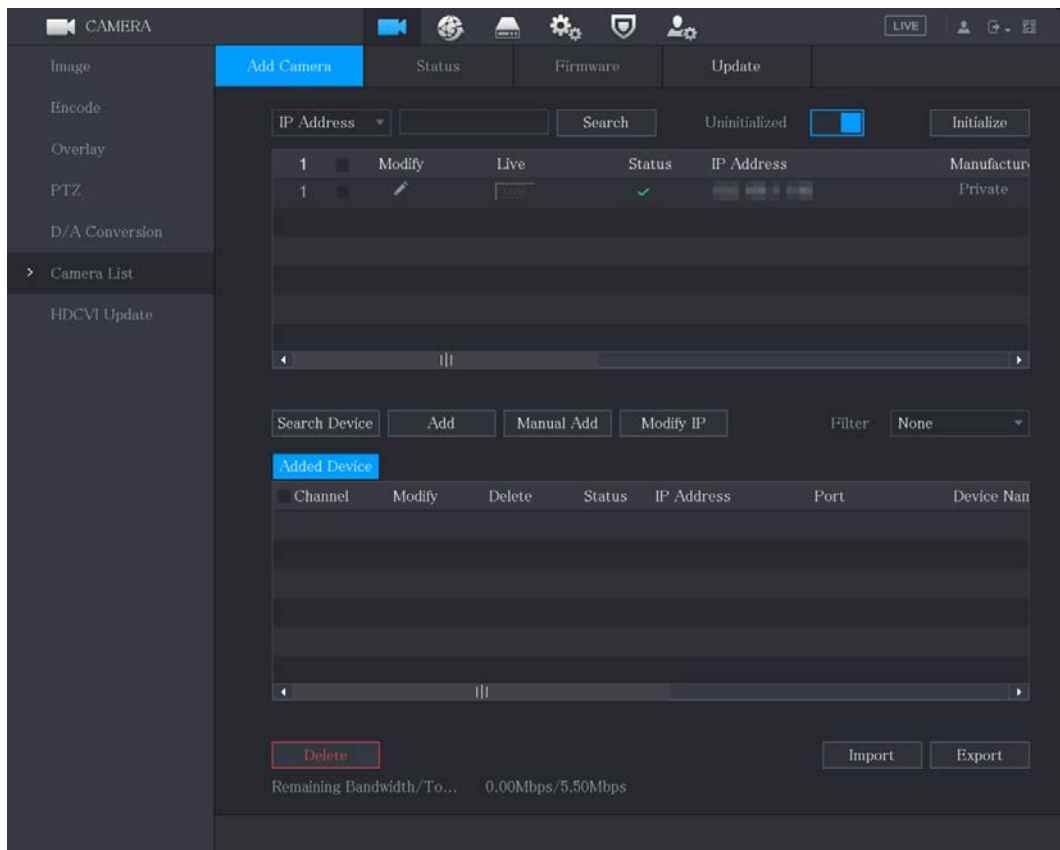 CAMERA LIVE
Image
Encode
Overlay
PTZ
D/A Conversion
Camera List
HDCVI Update
Add Camera Status Firmware Update
IP Address Search Uninitialized Initialize
1 Modify Live Status IP Address Manufactur
1 LIVE Private
Search Device Add Manual Add Modify IP Filter None
Added Device
Channel Modify Delete Status IP Address Port Device Nam
Delete Import Export
Remaining Bandwidth/To... 0.00Mbps/5.50Mbps